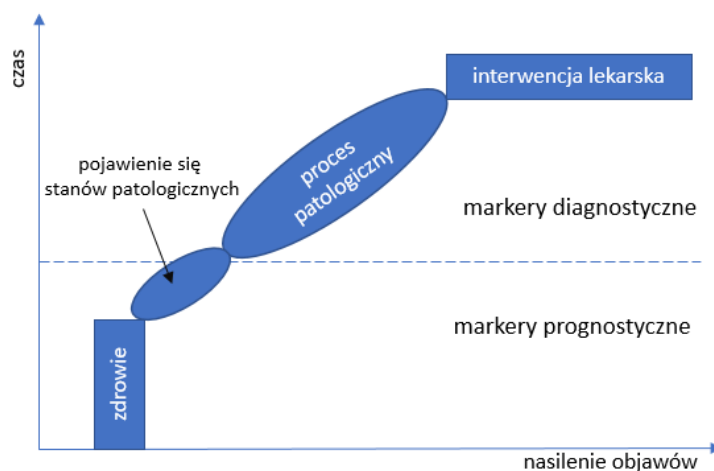 czas
interwencja lekarska
pojawienie się
stanów patologicznych
proces
patologiczny
markery diagnostyczne
markery prognostyczne
zdrowie
nasilenie objawów